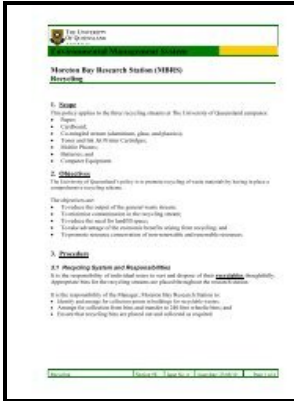 THE UNIVERSITY
OF QUEENSLAND
Environmental Management System
Moreton Bay Research Station (MBRS)
Recycling
1. Scope
This policy applies to the three recycling streams at The University of Queensland campuses:
• Paper;
• Cardboard;
• Co-mingled stream (aluminium, glass, and plastics);
• Toner and Ink Jet Printer Cartridges;
• Mobile Phones;
• Batteries; and
• Computer Equipment.
2. Objectives
The University of Queensland's policy is to promote recycling of waste material by having in place a
comprehensive recycling stream.
The objectives are:
• To reduce the output of the general waste stream;
• To minimise contamination in the recycling stream;
• To reduce the need for landfill space;
• To take advantage of the economic benefits arising from recycling; and
• To promote resource conservation of non-renewable and renewable resources.
3. Procedure
3.1 Recycling System and Responsibilities
It is the responsibility of individual users to sort and dispose of their recyclables thoughtfully.
Appropriate bins for the recycling streams are placed throughout the research station.
It is the responsibility of the Manager, Moreton Bay Research Station to:
• Identify and arrange for collection points in buildings for recyclable wastes;
• Arrange for collection from bins and transfer to 240 litre wheelie bins; and
• Ensure that recycling bins are placed out and collected as required.
Recycling